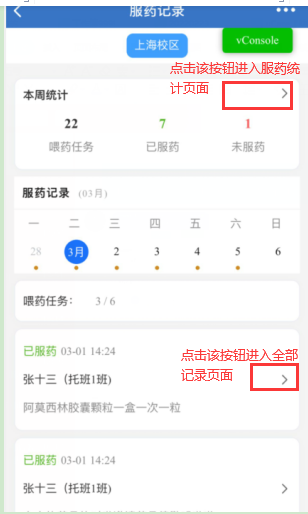 服药记录
上海校区
vConsole
点击该按钮进入服药统
计页面
本周统计
22 7 1
喂药任务 已服药 未服药
服药记录 (03月)
一 二 三 四 五 六 日
28 3月 2 3 4 5 6
喂药任务： 3 / 6
已服药 03-01 14:24
点击该按钮进入全部
记录页面
张十三（托班1班）
阿莫西林胶囊颗粒一盒一次一粒
已服药 03-01 14:24
张十三（托班1班）